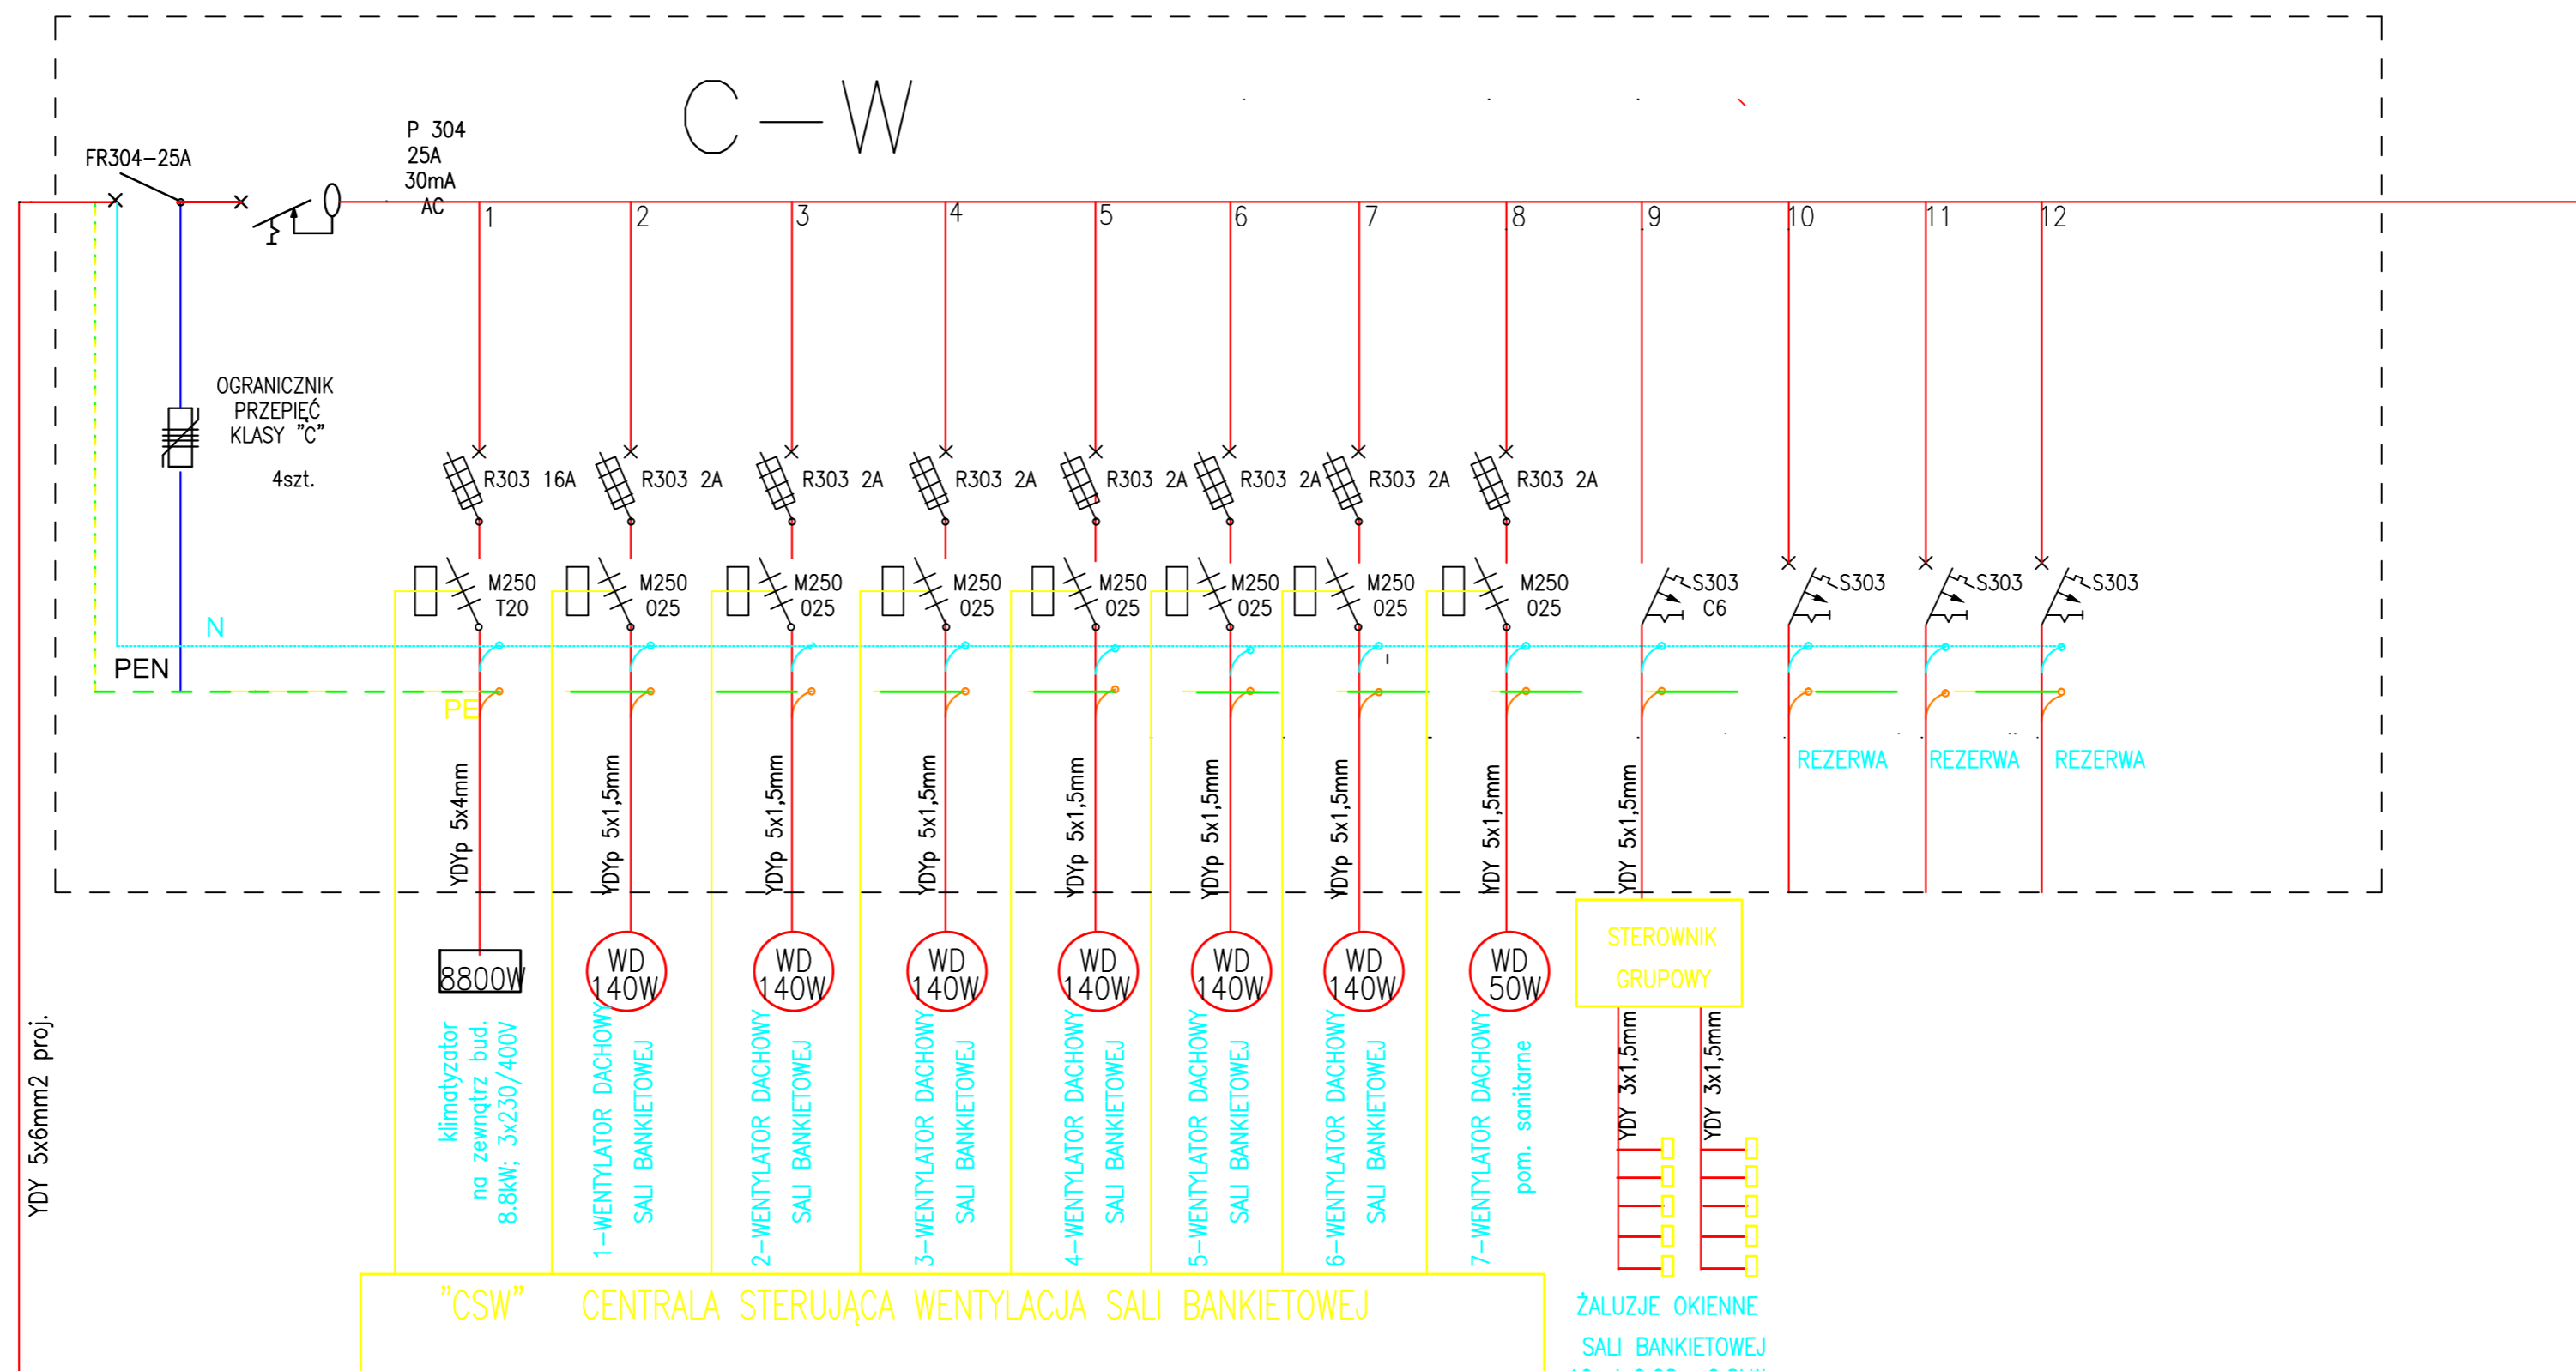 C-W
P 304
25A
30mA
AC
FR304-25A
1
2
3
4
5
6
7
8
9
10
11
12
OGRANICZNIK
PRZEPIĘĆ
KLASY "C"
4szt.
R303 16A
R303 2A
R303 2A
R303 2A
R303 2A
R303 2A
R303 2A
R303 2A
M250
T20
M250
025
M250
025
M250
025
M250
025
M250
025
M250
025
M250
025
S303
C6
S303
S303
S303
N
PEN
PE
REZERWA
REZERWA
REZERWA
YDYp 5x4mm
YDYp 5x1,5mm
YDYp 5x1,5mm
YDYp 5x1,5mm
YDYp 5x1,5mm
YDYp 5x1,5mm
YDYp 5x1,5mm
YDY 5x1,5mm
YDY 5x1,5mm
8800W
WD
140W
WD
140W
WD
140W
WD
140W
WD
140W
WD
140W
WD
50W
STEROWNIK
GRUPOWY
YDY 5x6mm2 proj.
klimatyzator
na zewnątrz bud.
8.8kW; 3x230/400V
1-WENTYLATOR DACHOWY
SALI BANKIETOWEJ
2-WENTYLATOR DACHOWY
SALI BANKIETOWEJ
3-WENTYLATOR DACHOWY
SALI BANKIETOWEJ
4-WENTYLATOR DACHOWY
SALI BANKIETOWEJ
5-WENTYLATOR DACHOWY
SALI BANKIETOWEJ
6-WENTYLATOR DACHOWY
SALI BANKIETOWEJ
7-WENTYLATOR DACHOWY
pom. sanitarne
YDY 3x1,5mm
YDY 3x1,5mm
"CSW" CENTRALA STERUJĄCA WENTYLACJA SALI BANKIETOWEJ
ŻALUZJE OKIENNE
SALI BANKIETOWEJ